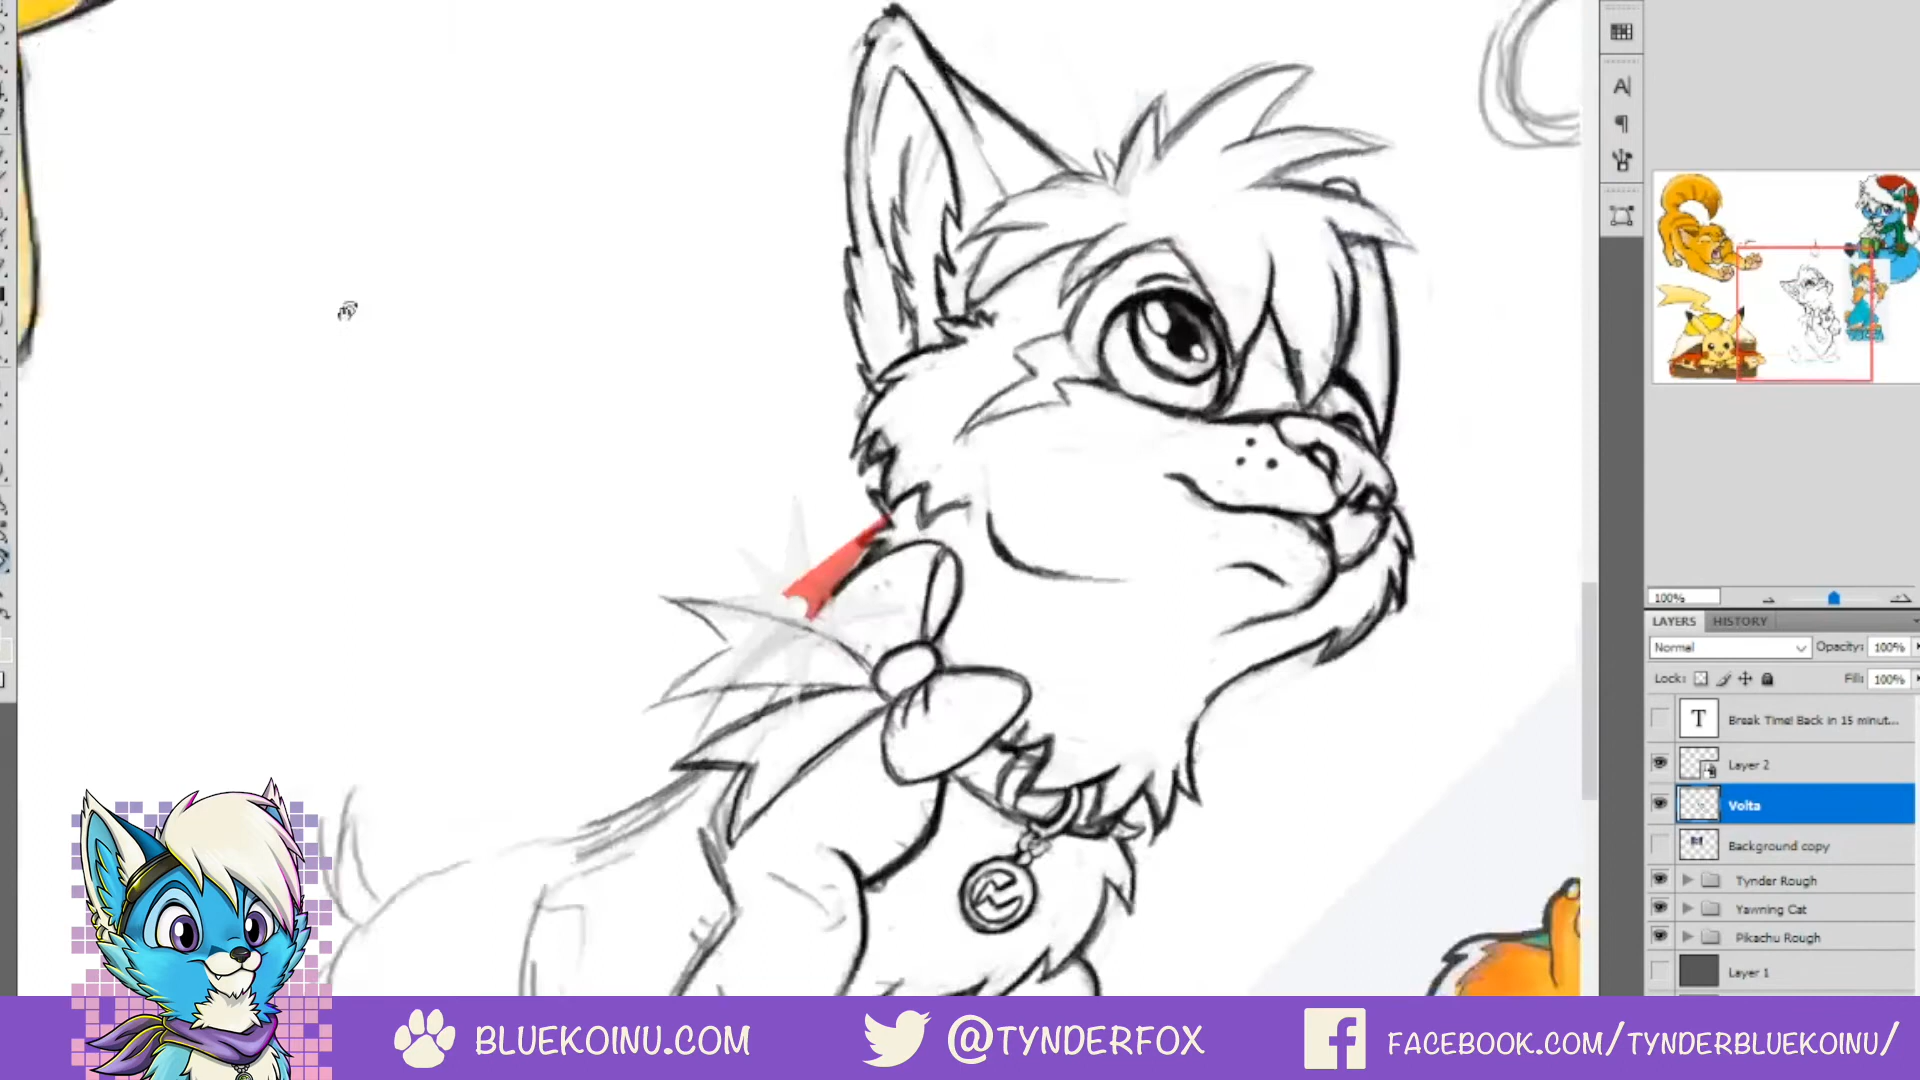 A|
¶
100%
LAYERS HISTORY
Normal Opacity: 100%
Lock: Fill: 100%
T Break Time! Back in 15 minut...
Layer 2
Volta
Background copy
Tynder Rough
Yawning Cat
Pikachu Rough
Layer 1
BLUEKOINU.COM @TYNDERFOX FACEBOOK.COM/TYNDERBLUEKOINU/